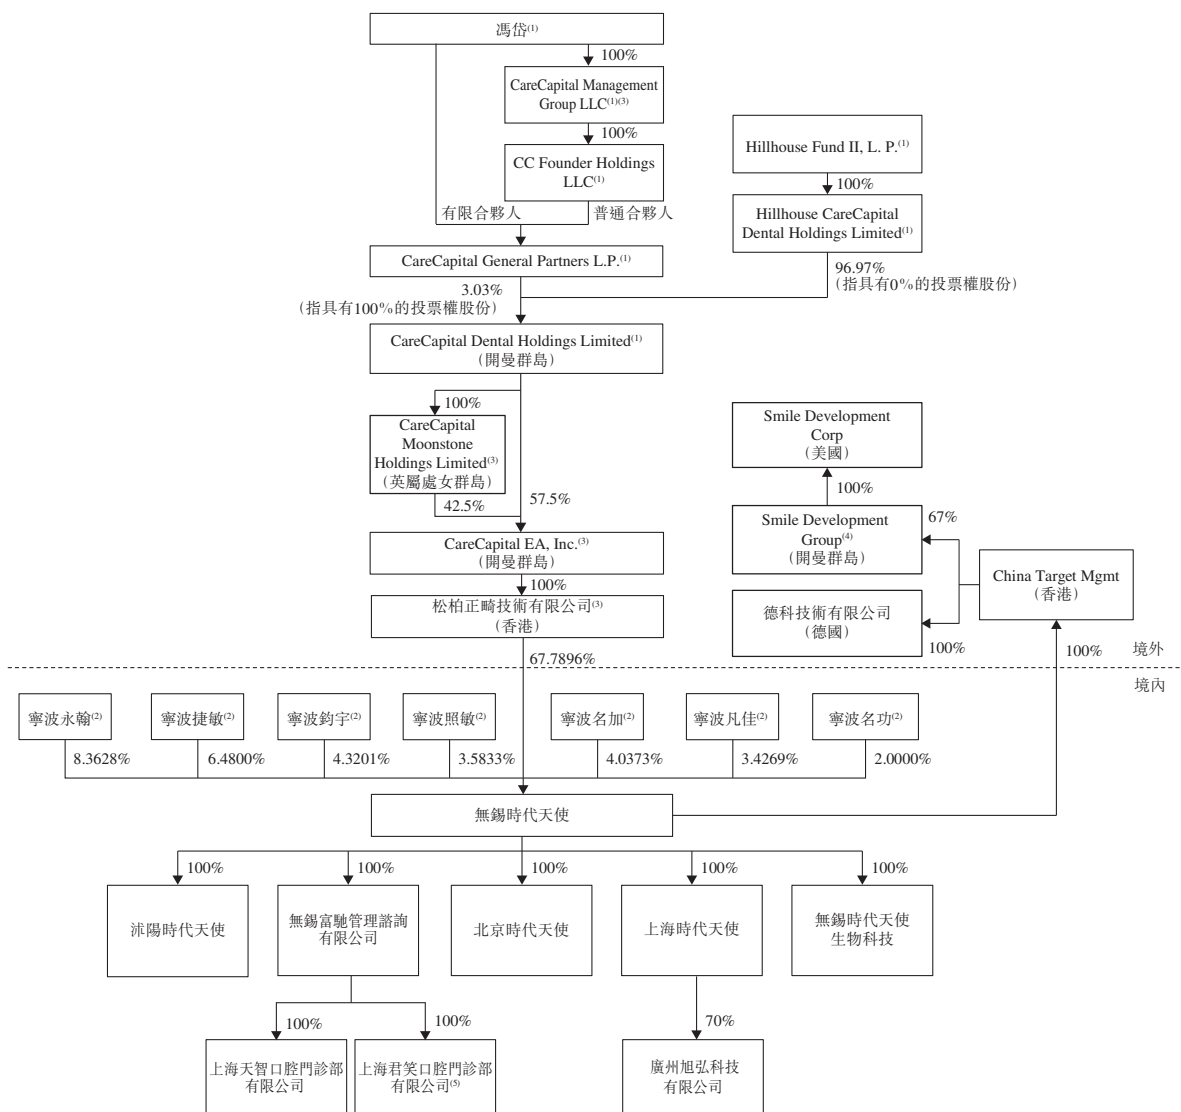 馮岱(1)
100%
CareCapital Management
Group LLC(1)(3)
100%
CC Founder Holdings
LLC(1)
Hillhouse Fund II, L. P.(1)
100%
Hillhouse CareCapital
Dental Holdings Limited(1)
有限合夥人
普通合夥人
CareCapital General Partners L.P.(1)
3.03%
(指具有100%的投票權股份)
96.97%
(指具有0%的投票權股份)
CareCapital Dental Holdings Limited(1)
(開曼群島)
100%
CareCapital
Moonstone
Holdings Limited(3)
(英屬處女群島)
42.5%
57.5%
CareCapital EA, Inc.(3)
(開曼群島)
100%
松柏正畸技術有限公司(3)
(香港)
67.7896%
Smile Development
Corp
(美國)
100%
Smile Development
Group(4)
(開曼群島)
67%
China Target Mgmt
(香港)
德科技術有限公司
(德國)
100%
100%
境外
境內
寧波永翰(2)
寧波捷敏(2)
寧波鈞宇(2)
寧波照敏(2)
寧波名加(2)
寧波凡佳(2)
寧波名功(2)
8.3628%
6.4800%
4.3201%
3.5833%
4.0373%
3.4269%
2.0000%
無錫時代天使
100%
100%
100%
100%
100%
沭陽時代天使
無錫富馳管理諮詢
有限公司
北京時代天使
上海時代天使
無錫時代天使
生物科技
100%
100%
70%
上海天智口腔門診部
有限公司
上海君笑口腔門診部
有限公司(5)
廣州旭弘科技
有限公司